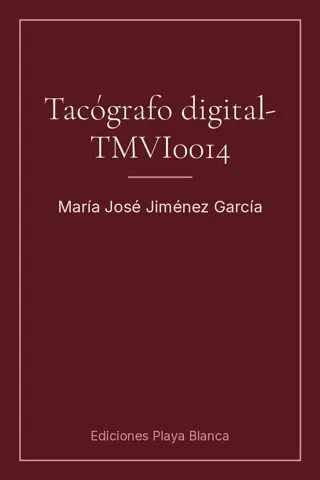 Tacógrafo digital-
TMVI0014
María José Jiménez García
Ediciones Playa Blanca